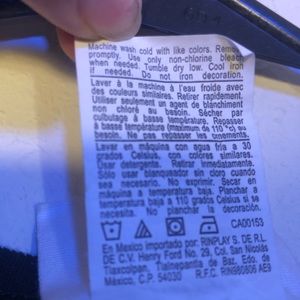 Machine wash cold with like colors. Remove
promptly. Use only non-chlorine bleach
when needed. Tumble dry low. Cool iron
if needed. Do not iron decoration.
Laver à la machine à l'eau froide avec
des couleurs similaires. Retirer rapidement.
Utiliser seulement un agent de blanchiment
non chloré au besoin. Sécher par
culbutage à basse température. Repasser
à basse température (maximum de 110 °c) au
besoin. Ne pas repasser les
Lavar en máquina con agua fría a 30
grados Celsius, con colores similares.
Usar detergente. Retirar inmediatamente.
Sólo usar blanqueador sin cloro cuando
sea necesario. No exprimir. Secar en
máquina a temperatura baja. Planchar a
temperatura baja a 110 grados Celsius si se
necesita. No planchar la decoración.
CA00153
En Mexico importado por: RINPLAY S. DE R.L.
DE C.V. Henry Ford No. 29, Col. San Nicolás
Tlaxcolpan, Tlalnepantla de Baz, Edo. de
México, C.P. 54030 R.F.C. RIN980806 AE9